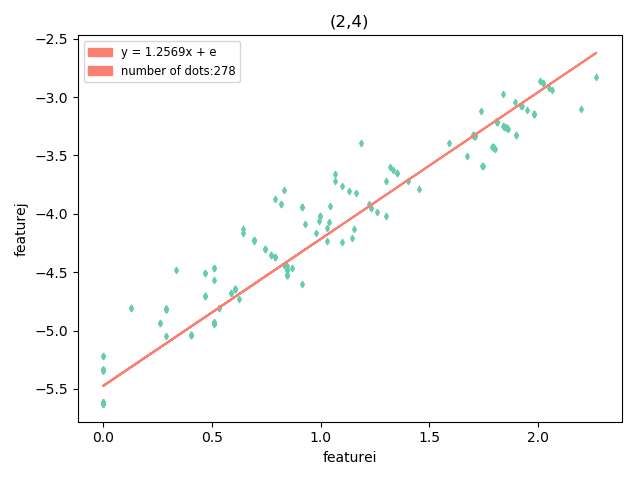 (2,4)
y = 1.2569x + e
number of dots:278
−2.5
−3.0
−3.5
−4.0
−4.5
−5.0
−5.5
featurej
0.0 0.5 1.0 1.5 2.0
featurei